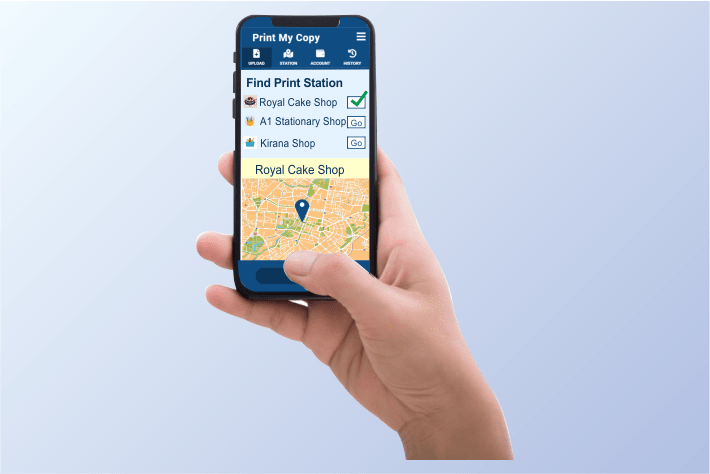 Print My Copy
UPLOAD STATION ACCOUNT HISTORY
Find Print Station
Royal Cake Shop
A1 Stationary Shop Go
Kirana Shop Go
Royal Cake Shop